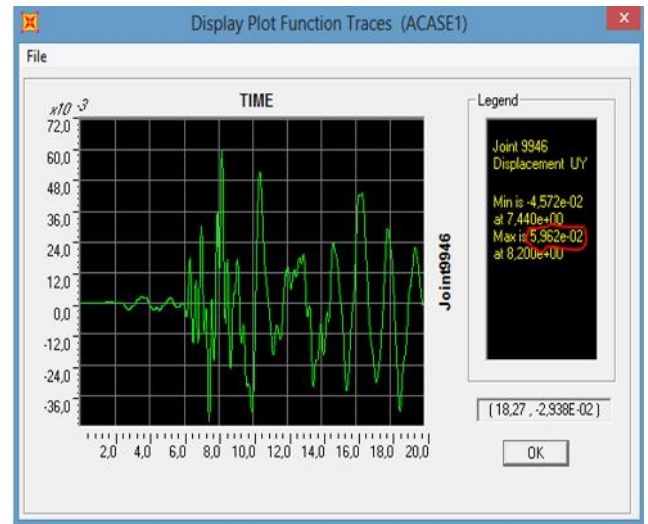 Display Plot Function Traces (ACASE1)
File
x10 -3
TIME
72,0
60,0
48,0
36,0
24,0
12,0
0,0
-12,0
-24,0
-36,0
2,0 4,0 6,0 8,0 10,0 12,0 14,0 16,0 18,0 20,0
Joint9946
Legend
Joint 9946
Displacement UY
Min is -4,572e-02
at 7,440e+00
Max is 5,962e-02
at 8,200e+00
( 18,27 , -2,938E-02 )
OK